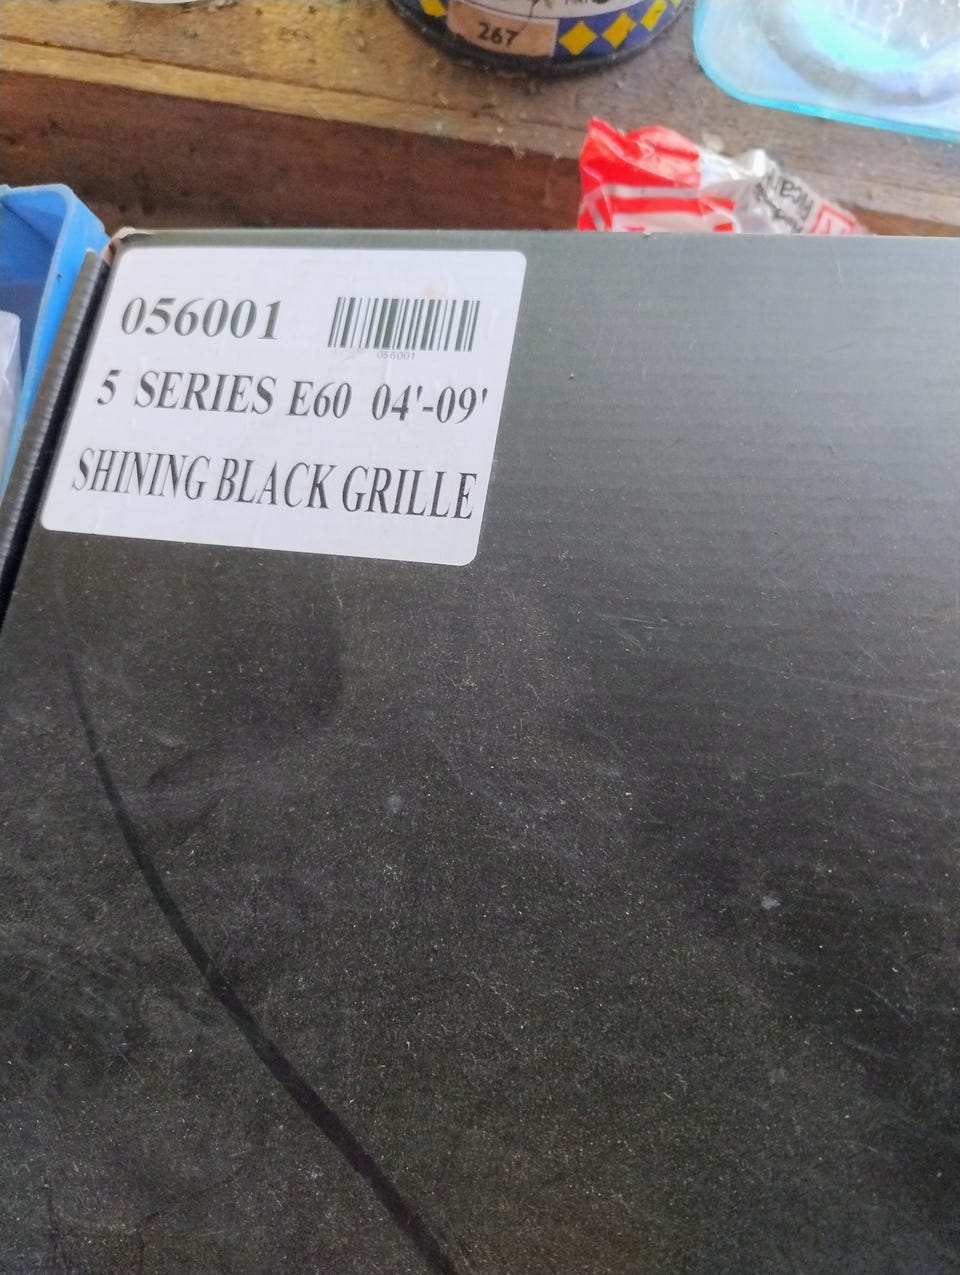 267
056001
056001
5 SERIES E60 04'-09'
SHINING BLACK GRILLE